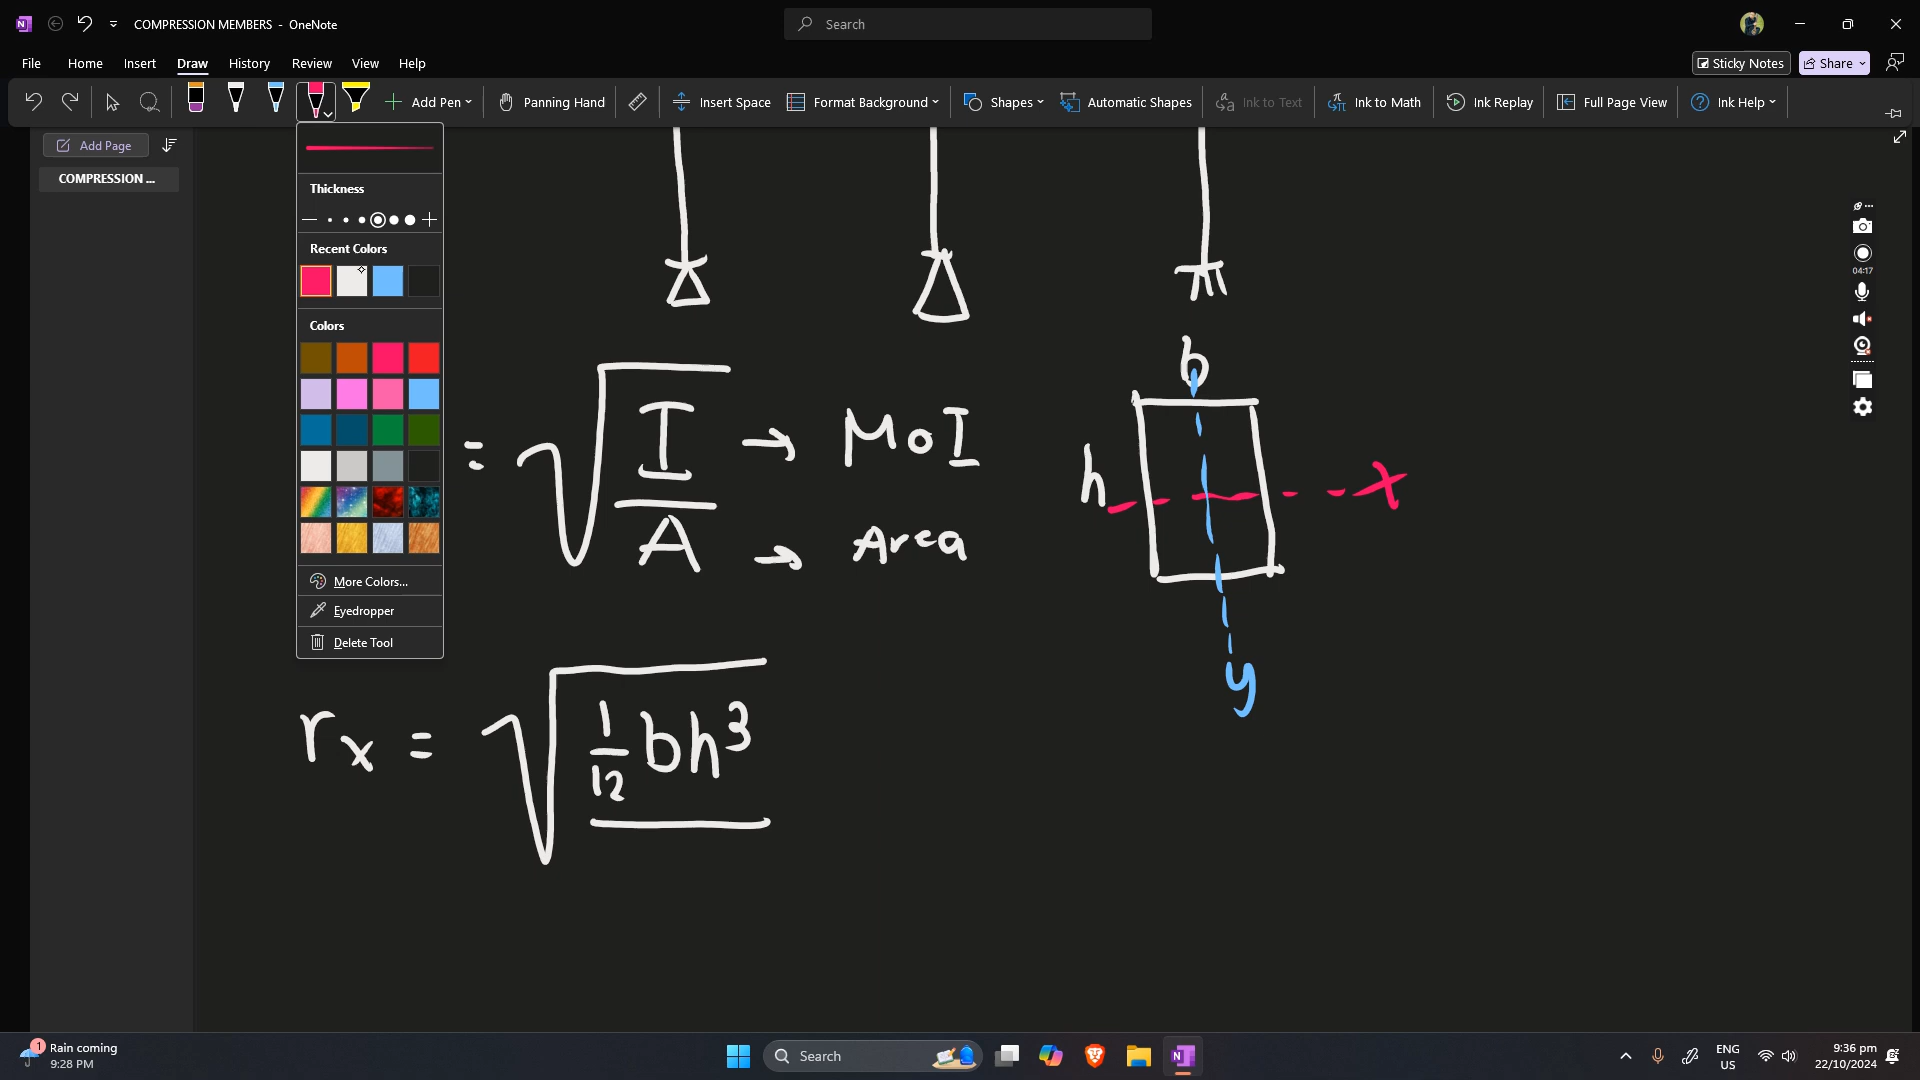 COMPRESSION MEMBERS - OneNote
Search
File Home Insert Draw History Review View Help
Sticky Notes Share
Add Pen Panning Hand Insert Space Format Background Shapes Automatic Shapes Ink to Text Ink to Math Ink Replay Full Page View Ink Help
Add Page
COMPRESSION ...
Thickness
Recent Colors
Colors
More Colors...
Eyedropper
Delete Tool
04:17
= √ I/A
→ MoI
→ Area
b
h
x
y
rx = √ 1/12 bh³
1
Rain coming
9:28 PM
Search
ENG
US
9:36 pm
22/10/2024